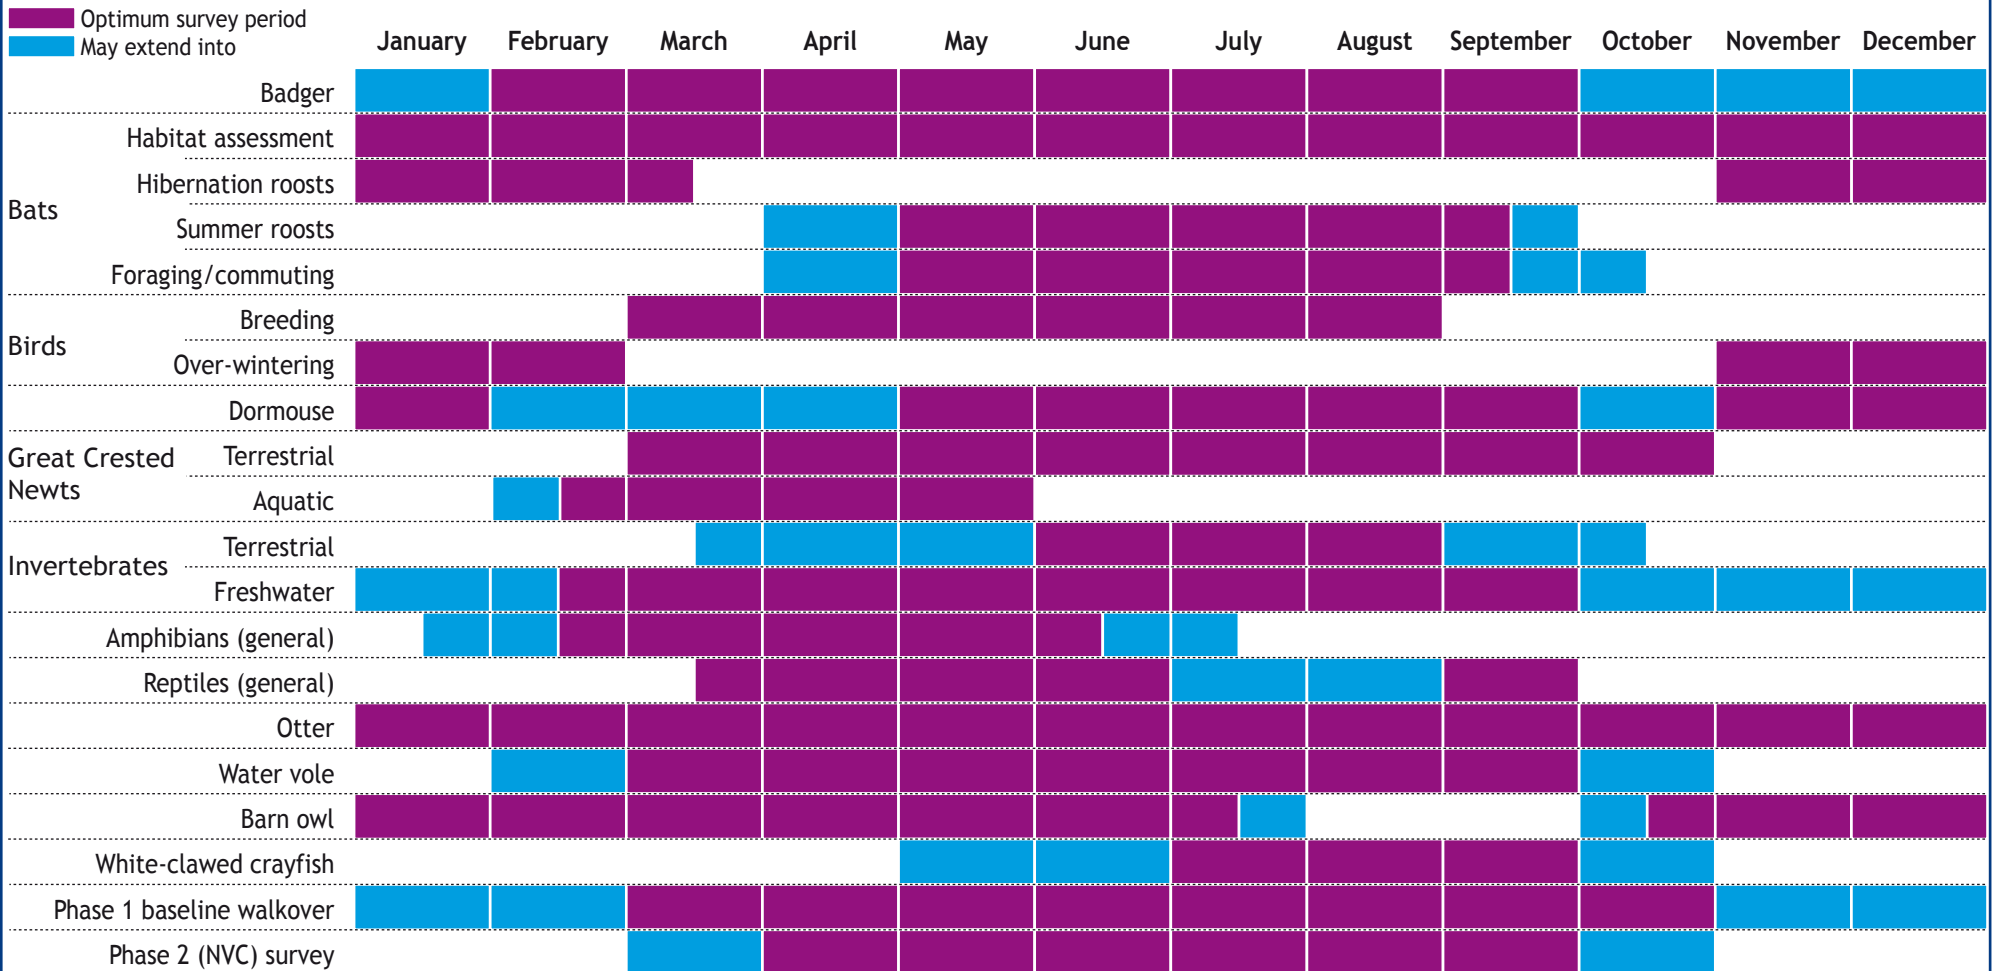 Optimum survey period
May extend into
January February March April May June July August September October November December
Badger
Bats
Habitat assessment
Hibernation roosts
Summer roosts
Foraging/commuting
Birds
Breeding
Over-wintering
Dormouse
Great Crested
Newts
Terrestrial
Aquatic
Invertebrates
Terrestrial
Freshwater
Amphibians (general)
Reptiles (general)
Otter
Water vole
Barn owl
White-clawed crayfish
Phase 1 baseline walkover
Phase 2 (NVC) survey